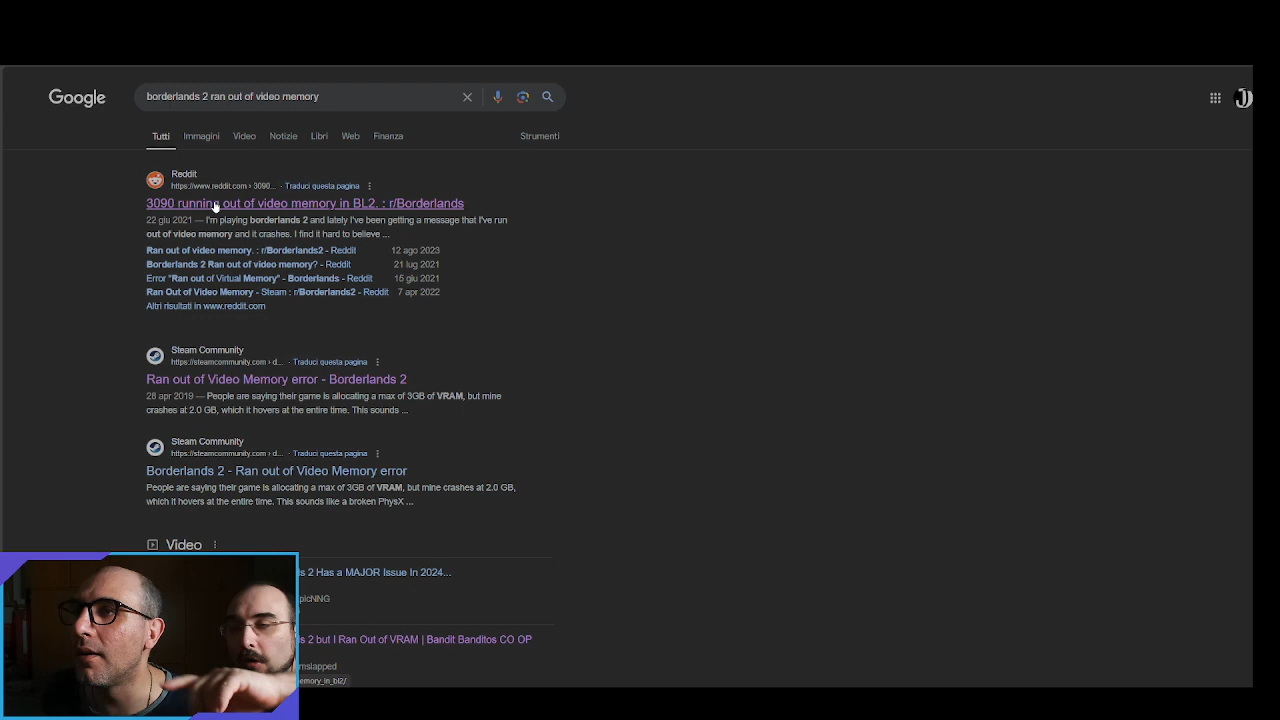 Google
borderlands 2 ran out of video memory
Tutti Immagini Video Notizie Libri Web Finanza Strumenti
Reddit
https://www.reddit.com › 3090... · Traduci questa pagina
3090 running out of video memory in BL2. : r/Borderlands
22 giu 2021 — I'm playing borderlands 2 and lately I've been getting a message that I've run
out of video memory and it crashes. I find it hard to believe ...
Ran out of video memory. : r/Borderlands2 - Reddit 12 ago 2023
Borderlands 2 Ran out of video memory? - Reddit 21 lug 2021
Error "Ran out of Virtual Memory" - Borderlands - Reddit 15 giu 2021
Ran Out Of Video Memory - Steam : r/Borderlands2 - Reddit 7 apr 2022
Altri risultati in www.reddit.com
Steam Community
https://steamcommunity.com › d... · Traduci questa pagina
Ran out of Video Memory error - Borderlands 2
28 apr 2019 — People are saying their game is allocating a max of 3GB of VRAM, but mine
crashes at 2.0 GB, which it hovers at the entire time. This sounds ...
Steam Community
https://steamcommunity.com › d... · Traduci questa pagina
Borderlands 2 - Ran out of Video Memory error
People are saying their game is allocating a max of 3GB of VRAM, but mine crashes at 2.0 GB,
which it hovers at the entire time. This sounds like a broken PhysX ...
Video
s 2 Has a MAJOR Issue In 2024...
picNNG
s 2 but I Ran Out of VRAM | Bandit Banditos CO OP
mslapped
emory_in_bl2/